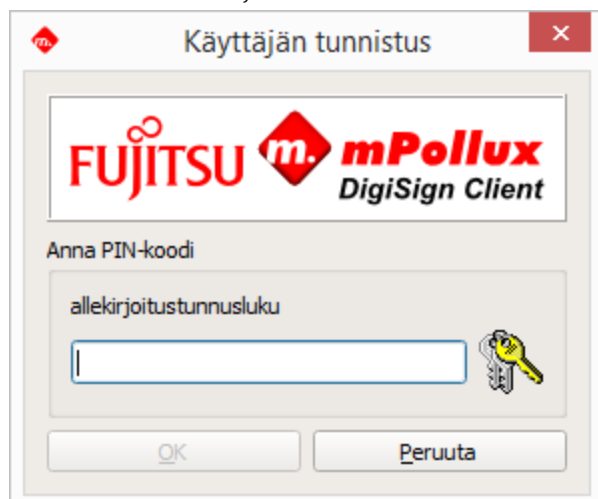 m.
Käyttäjän tunnistus
FUJITSU m. mPollux
DigiSign Client
Anna PIN-koodi
allekirjoitustunnusluku
OK
Peruuta